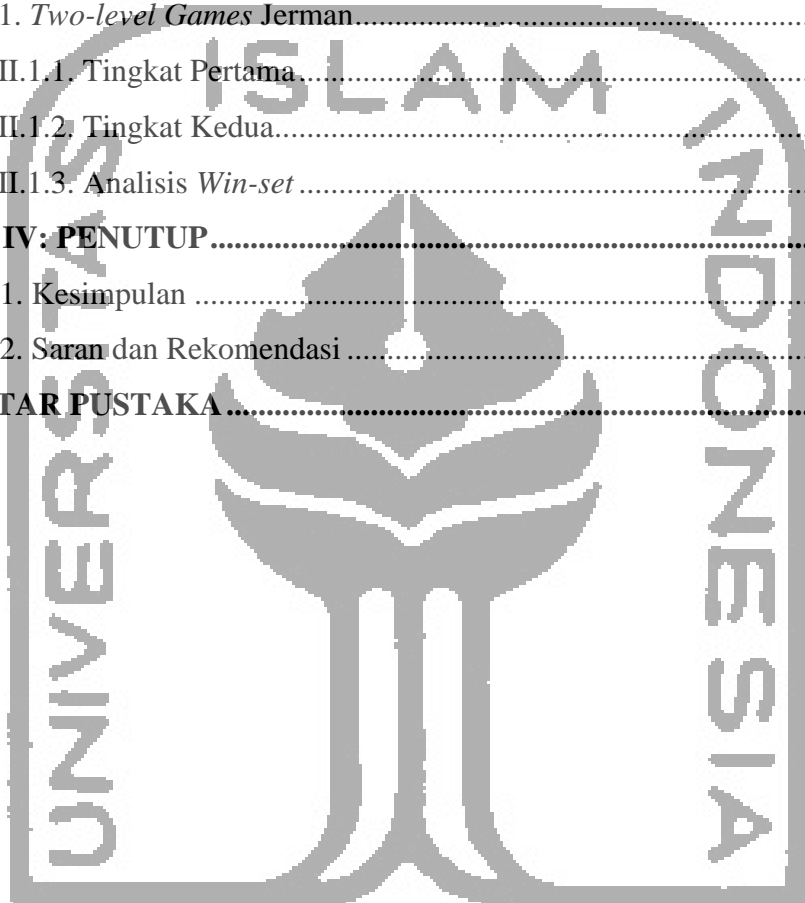 1. Two-level Games Jerman
II.1.1. Tingkat Pertama
II.1.2. Tingkat Kedua
II.1.3. Analisis Win-set
IV: PENUTUP
1. Kesimpulan
2. Saran dan Rekomendasi
TAR PUSTAKA
UNIVERSITAS
ISLAM
INDONESIA